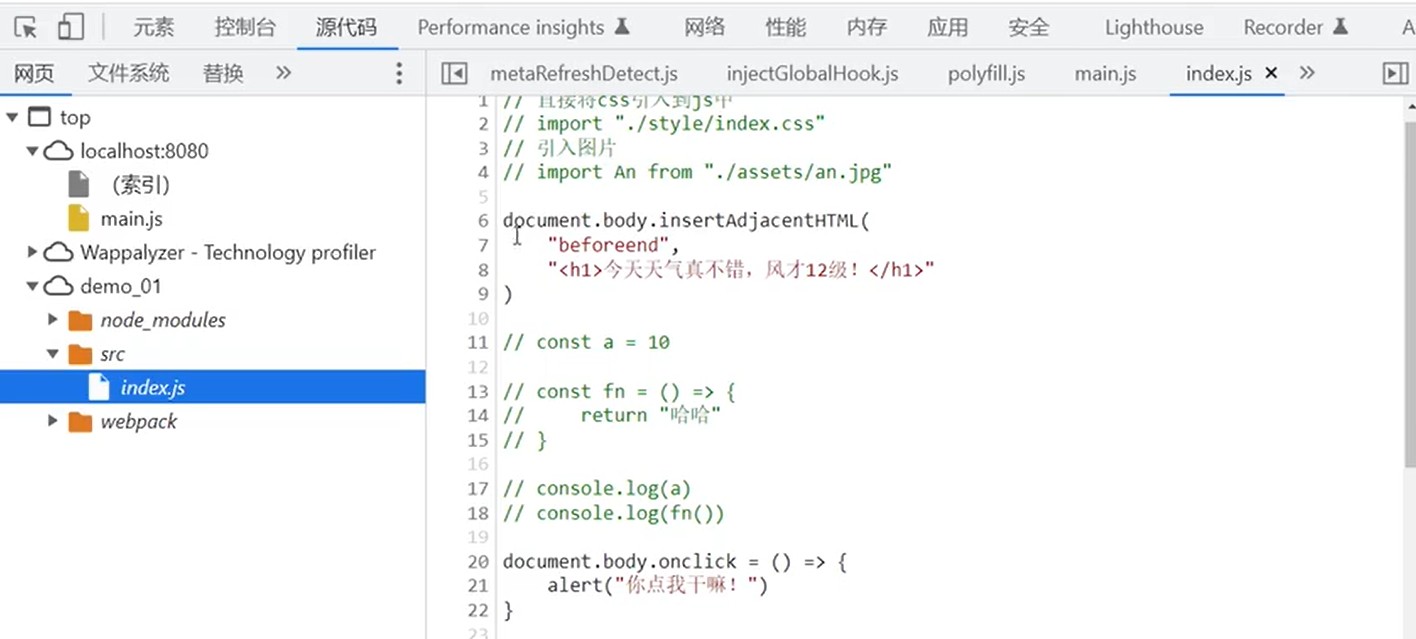 元素 控制台 源代码 Performance insights 网络 性能 内存 应用 安全 Lighthouse Recorder A
网页 文件系统 替换 » metaRefreshDetect.js injectGlobalHook.js polyfill.js main.js index.js × »
top
localhost:8080
(索引)
main.js
Wappalyzer - Technology profiler
demo_01
node_modules
src
index.js
webpack
1 // 直接将css引入到js中
2 // import "./style/index.css"
3 // 引入图片
4 // import An from "./assets/an.jpg"
5
6 document.body.insertAdjacentHTML(
7 "beforeend",
8 "<h1>今天天气真不错，风才12级！</h1>"
9 )
10
11 // const a = 10
12
13 // const fn = () => {
14 //     return "哈哈"
15 // }
16
17 // console.log(a)
18 // console.log(fn())
19
20 document.body.onclick = () => {
21 alert("你点我干嘛！")
22 }
23